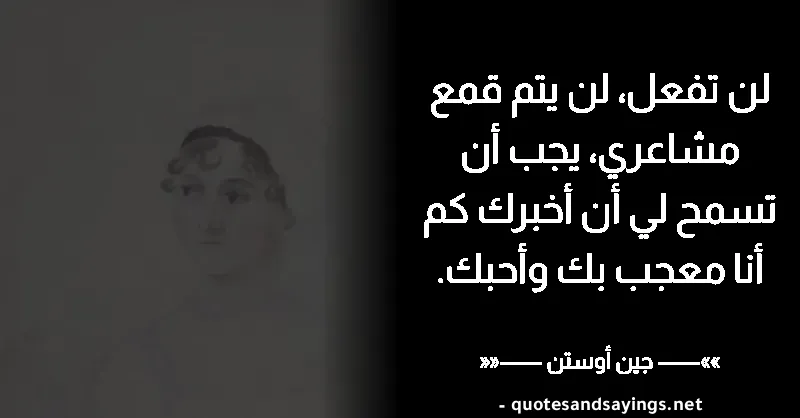 لن تفعل، لن يتم قمع
مشاعري، يجب أن
تسمح لي أن أخبرك كم
أنا معجب بك وأحبك.
»»—— جين أوستن ——««
- quotesandsayings.net